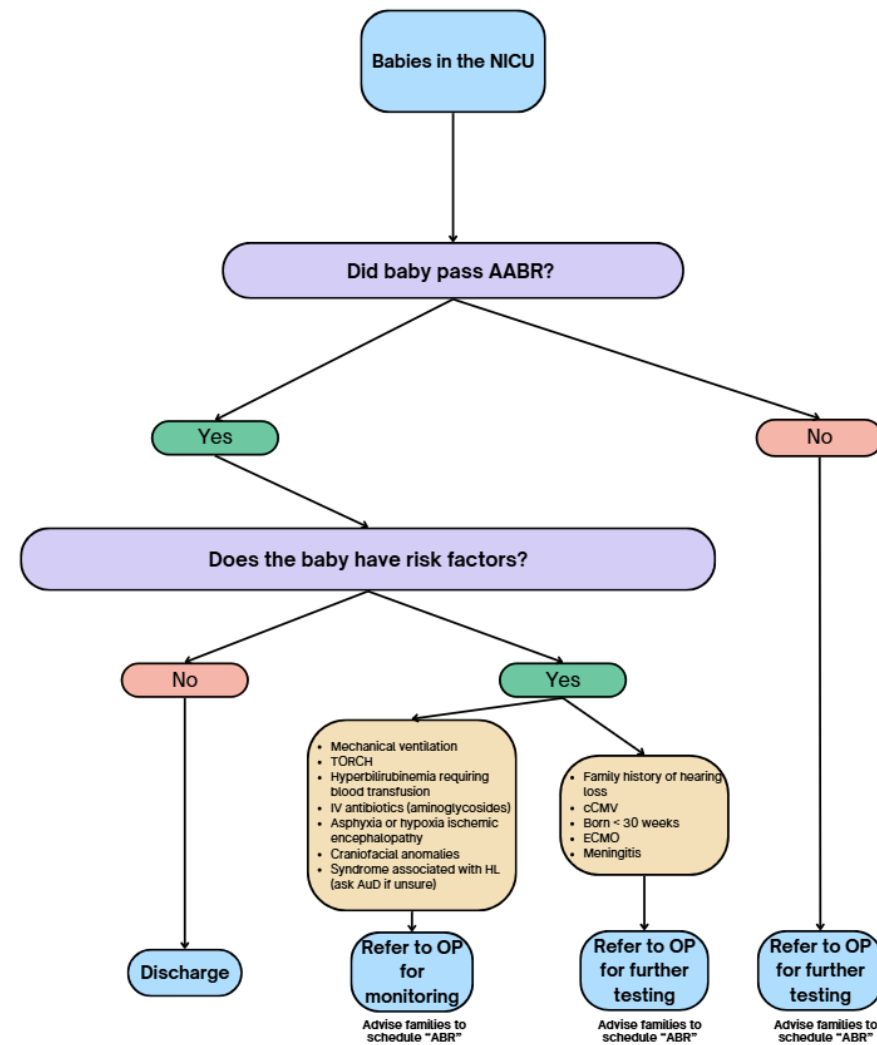 Babies in the NICU
Did baby pass AABR?
Yes
No
Does the baby have risk factors?
No
Yes
• Mechanical ventilation
• TORCH
• Hyperbilirubinemia requiring
blood transfusion
• IV antibiotics (aminoglycosides)
• Asphyxia or hypoxia ischemic
encephalopathy
• Craniofacial anomalies
• Syndrome associated with HL
(ask AuD if unsure)
• Family history of hearing
loss
• cCMV
• Born < 30 weeks
• ECMO
• Meningitis
Discharge
Refer to OP
for
monitoring
Advise families to
schedule "ABR"
Refer to OP
for further
testing
Advise families to
schedule "ABR"
Refer to OP
for further
testing
Advise families to
schedule "ABR"